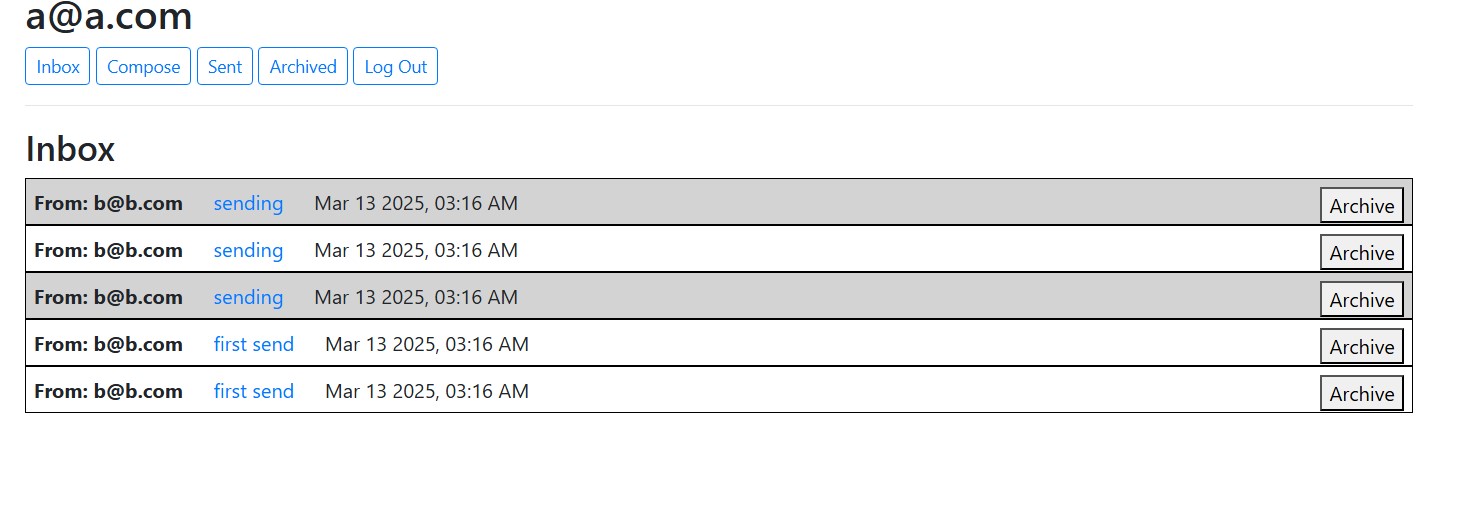 a@a.com
Inbox Compose Sent Archived Log Out
Inbox
From: b@b.com sending Mar 13 2025, 03:16 AM Archive
From: b@b.com sending Mar 13 2025, 03:16 AM Archive
From: b@b.com sending Mar 13 2025, 03:16 AM Archive
From: b@b.com first send Mar 13 2025, 03:16 AM Archive
From: b@b.com first send Mar 13 2025, 03:16 AM Archive